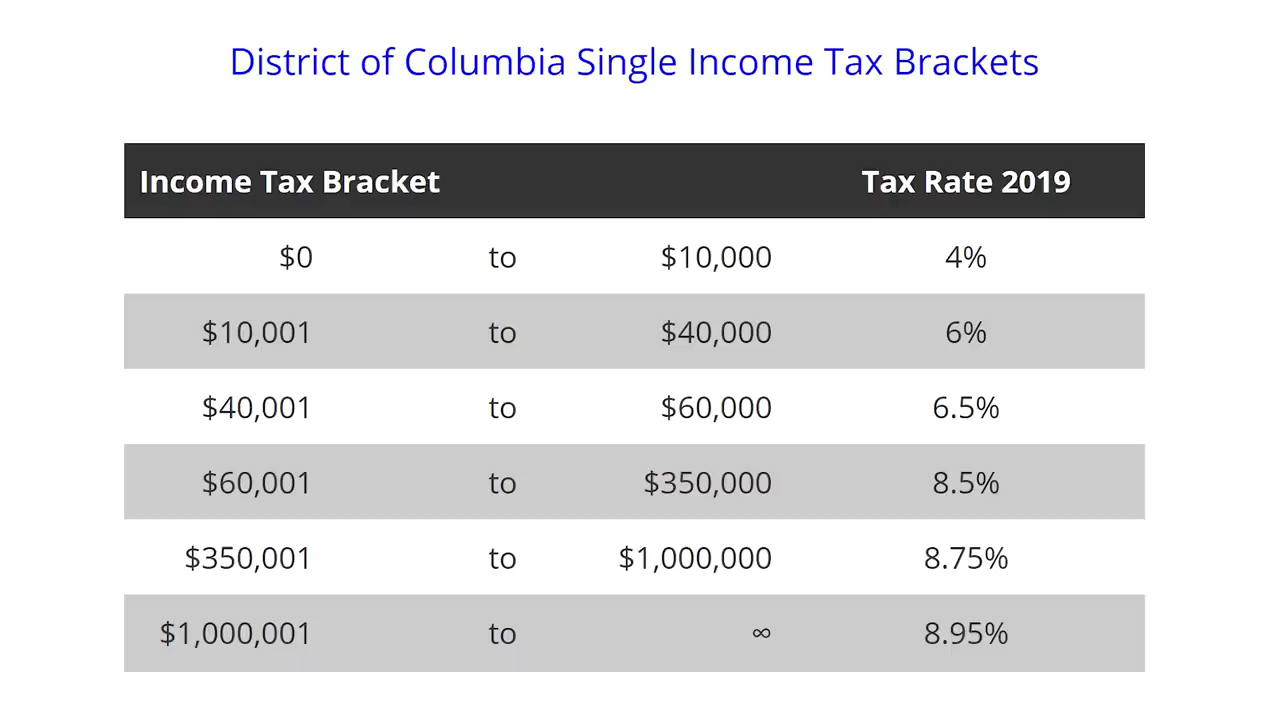 District of Columbia Single Income Tax Brackets
Income Tax Bracket Tax Rate 2019
$0 to $10,000 4%
$10,001 to $40,000 6%
$40,001 to $60,000 6.5%
$60,001 to $350,000 8.5%
$350,001 to $1,000,000 8.75%
$1,000,001 to ∞ 8.95%